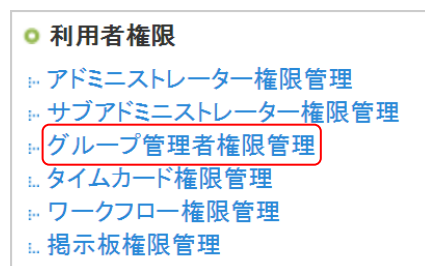 利用者権限
アドミニストレーター権限管理
サブアドミニストレーター権限管理
グループ管理者権限管理
タイムカード権限管理
ワークフロー権限管理
掲示板権限管理